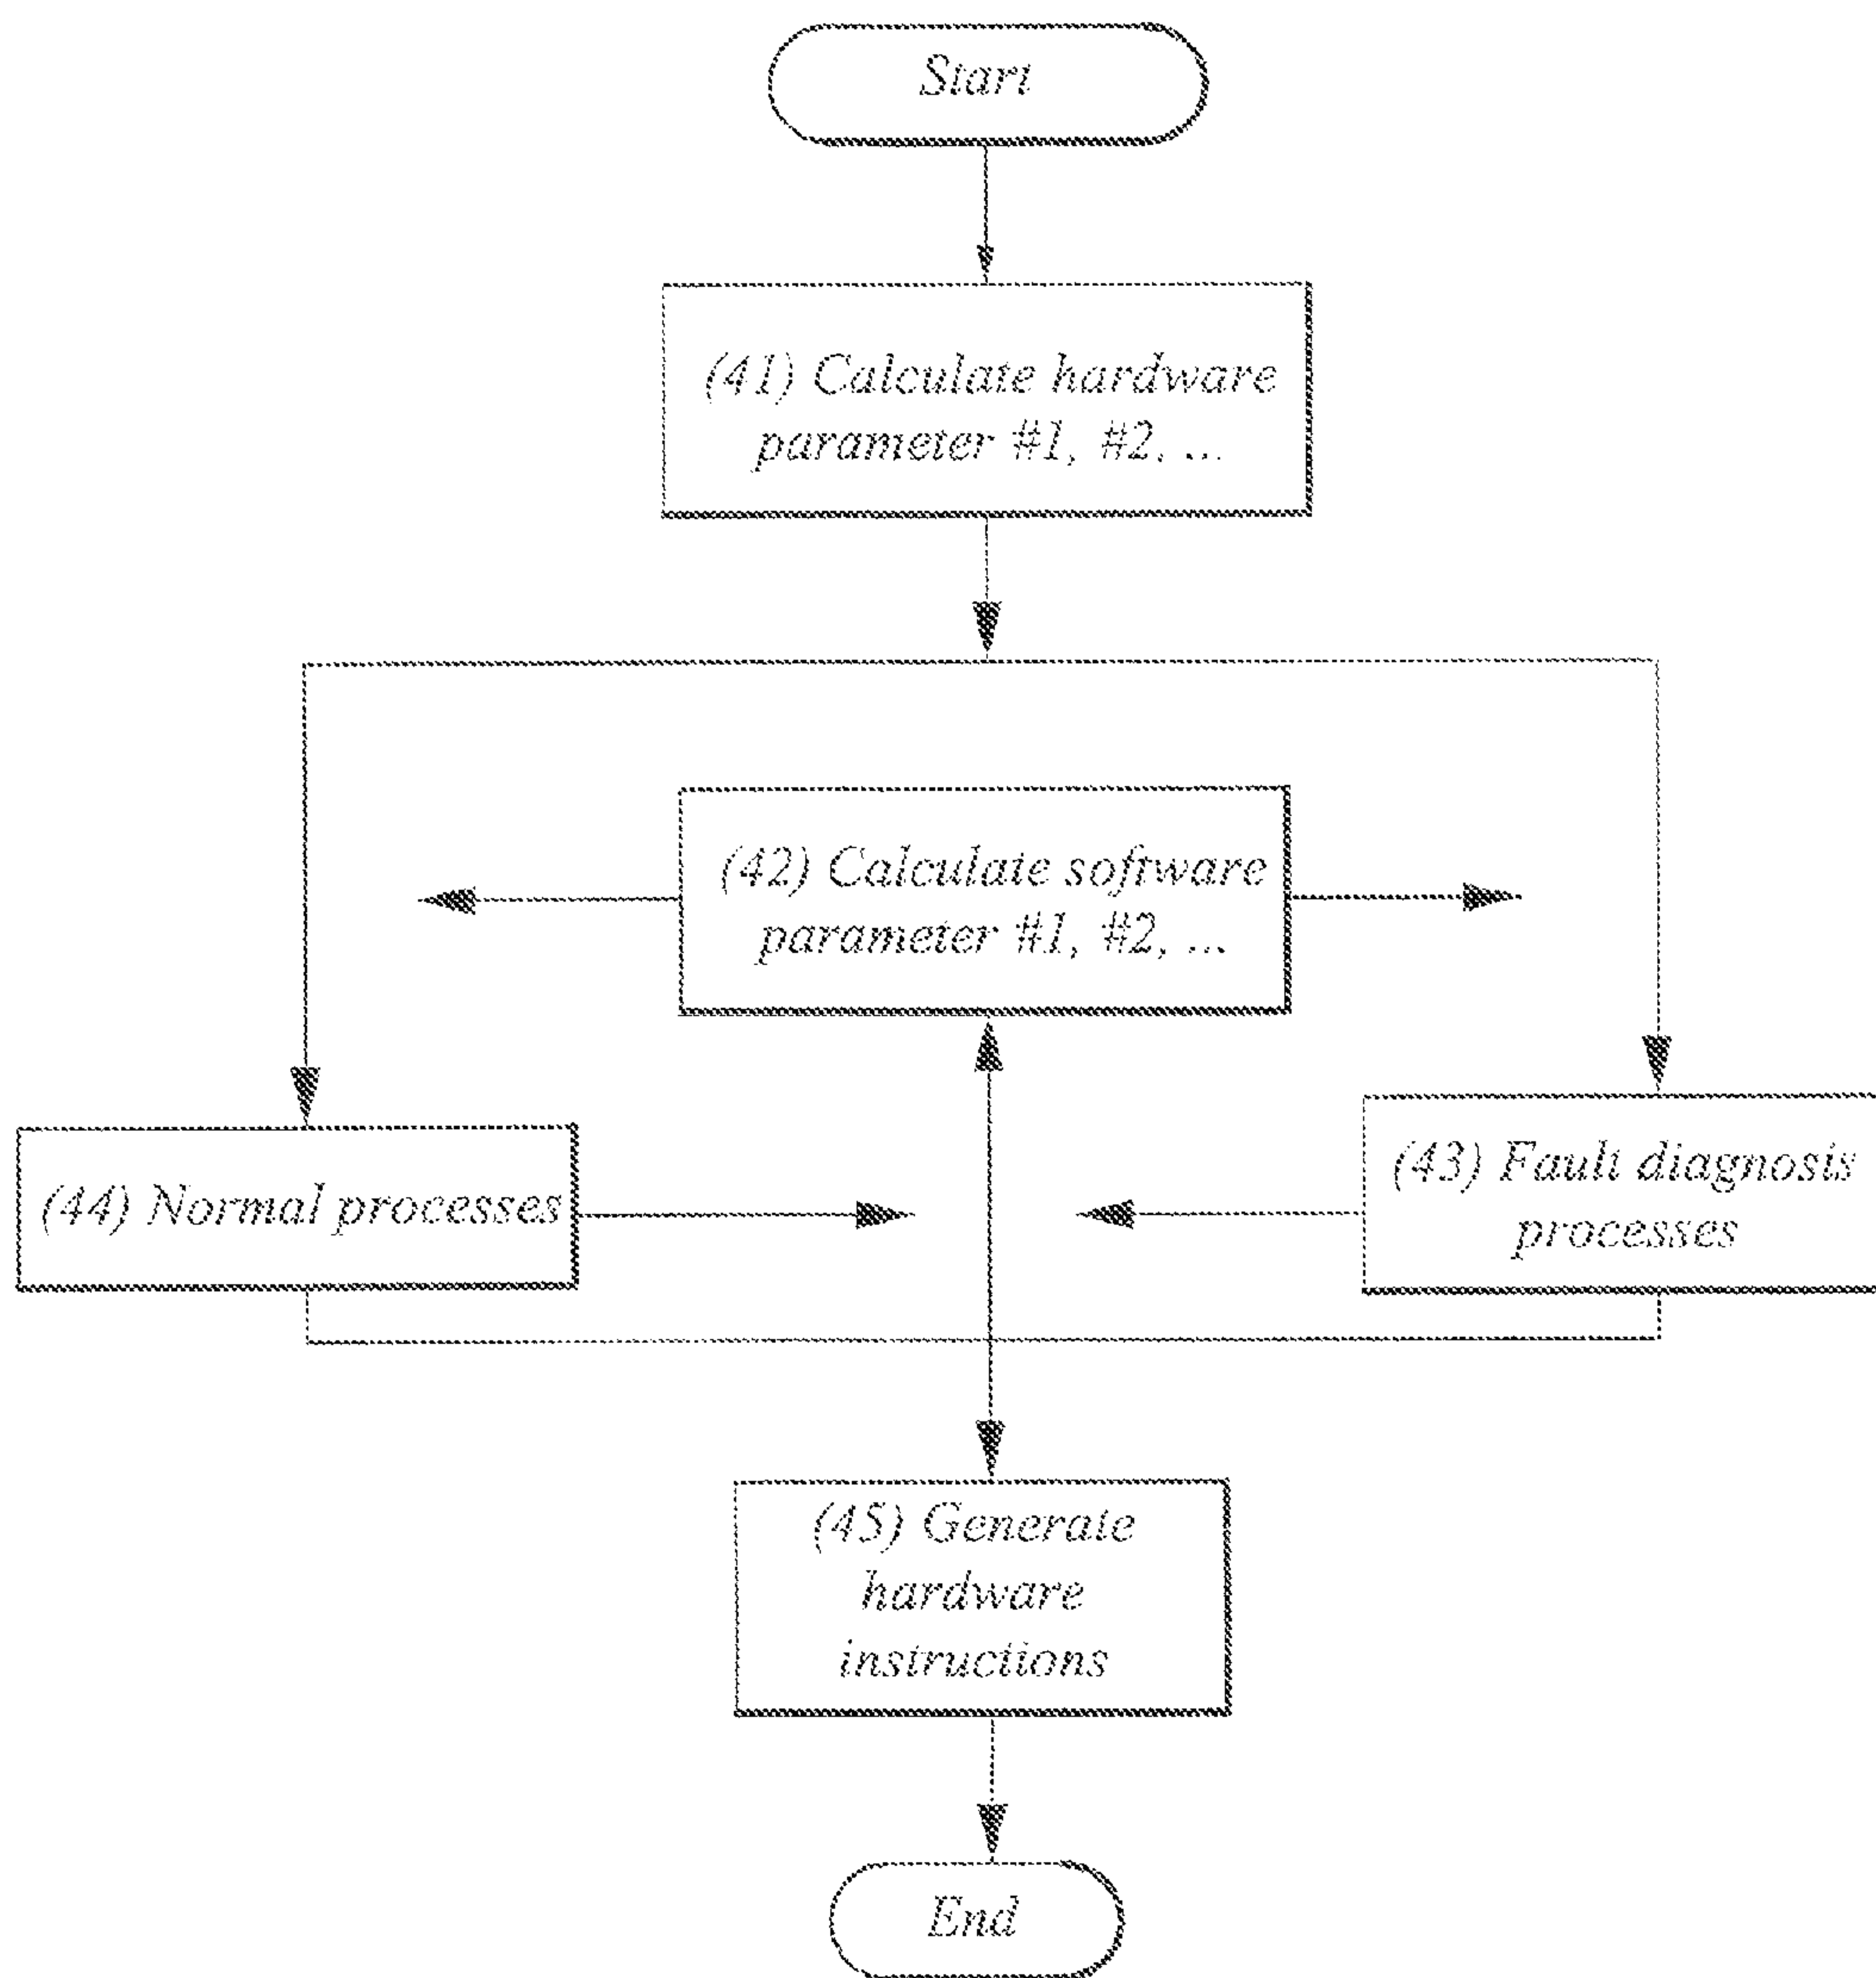 Start
(41) Calculate hardware
parameter #1, #2, ...
(42) Calculate software
parameter #1, #2, ...
(44) Normal processes
(43) Fault diagnosis
processes
(45) Generate
hardware
instructions
End